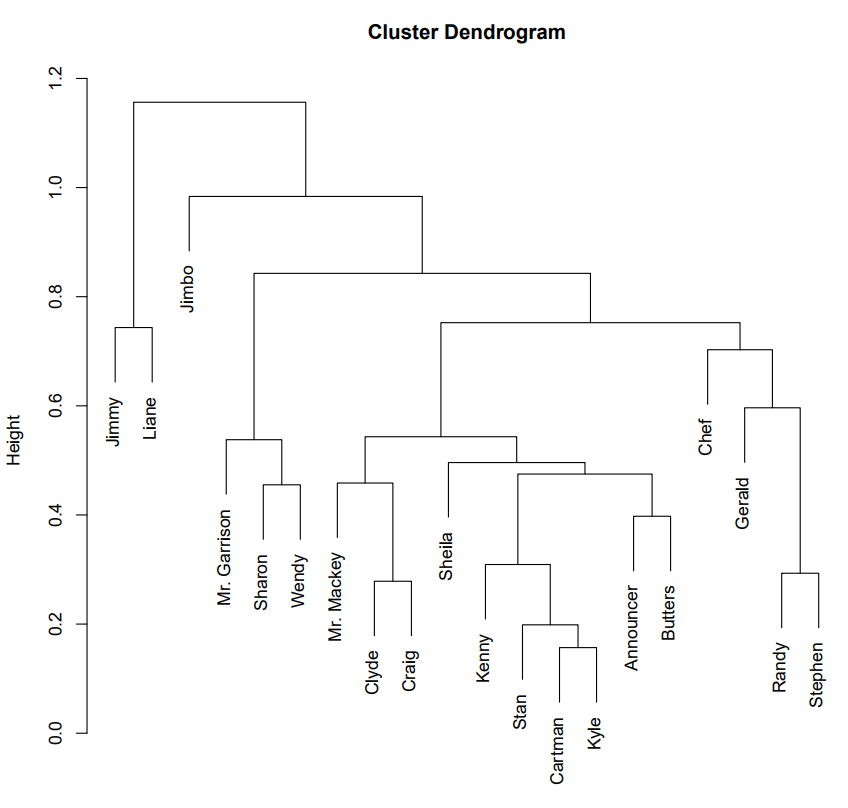 Cluster Dendrogram
Height
1.2
1.0
0.8
0.6
0.4
0.2
0.0
Jimmy
Liane
Jimbo
Mr. Garrison
Sharon
Wendy
Mr. Mackey
Clyde
Craig
Sheila
Kenny
Stan
Cartman
Kyle
Announcer
Butters
Chef
Gerald
Randy
Stephen